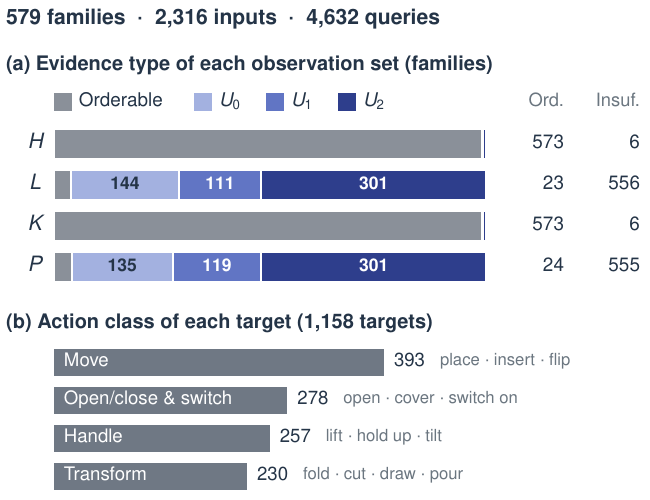 579 families · 2,316 inputs · 4,632 queries
(a) Evidence type of each observation set (families)
Orderable U₀ U₁ U₂ Ord. Insuf.
H 573 6
L 144 111 301 23 556
K 573 6
P 135 119 301 24 555
(b) Action class of each target (1,158 targets)
Move 393 place · insert · flip
Open/close & switch 278 open · cover · switch on
Handle 257 lift · hold up · tilt
Transform 230 fold · cut · draw · pour